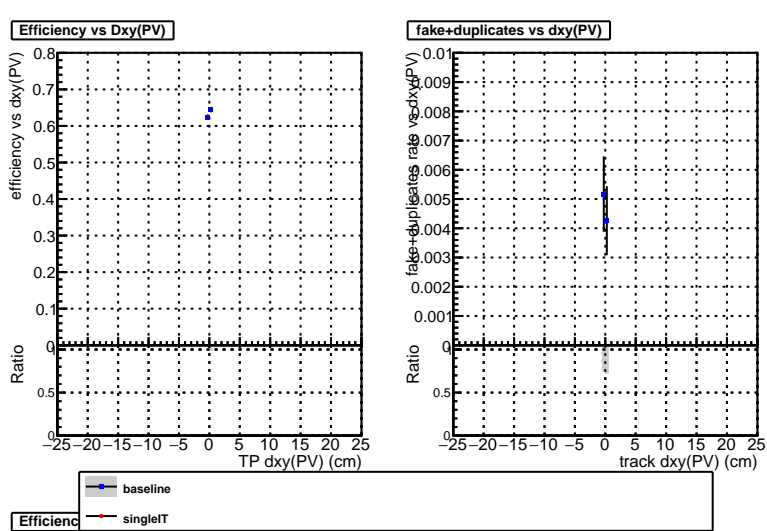 Efficiency vs Dxy(PV)
efficiency vs dxy(PV)
0.8
0.7
0.6
0.5
0.4
0.3
0.2
0.1
0
Ratio
1
0.5
0
−25 −20 −15 −10 −5 0 5 10 15 20 25
TP dxy(PV) (cm)
fake+duplicates vs dxy(PV)
fake+duplicates rate vs dxy(PV)
0.01
0.009
0.008
0.007
0.006
0.005
0.004
0.003
0.002
0.001
0
Ratio
1
0.5
0
−25 −20 −15 −10 −5 0 5 10 15 20 25
track dxy(PV) (cm)
baseline
singleIT
Efficienc